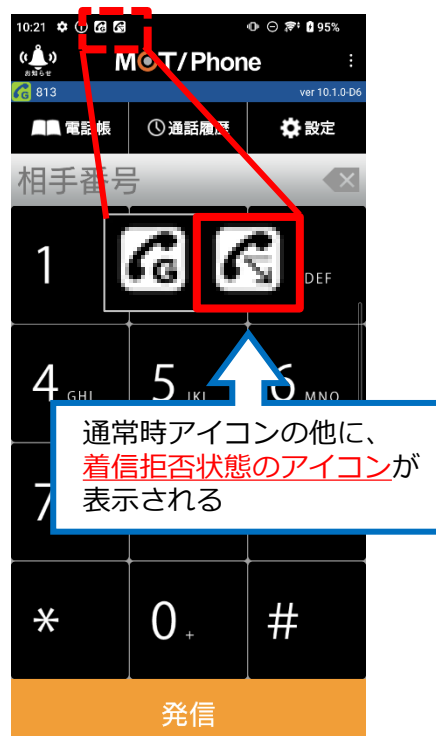 10:21 95%
お知らせ MOT/Phone
G 813 ver 10.1.0-D6
電話帳 通話履歴 設定
相手番号
1 G DEF
4 GHI 5 JKL 6 MNO
通常時アイコンの他に、
着信拒否状態のアイコンが
表示される
7
* 0 + #
発信